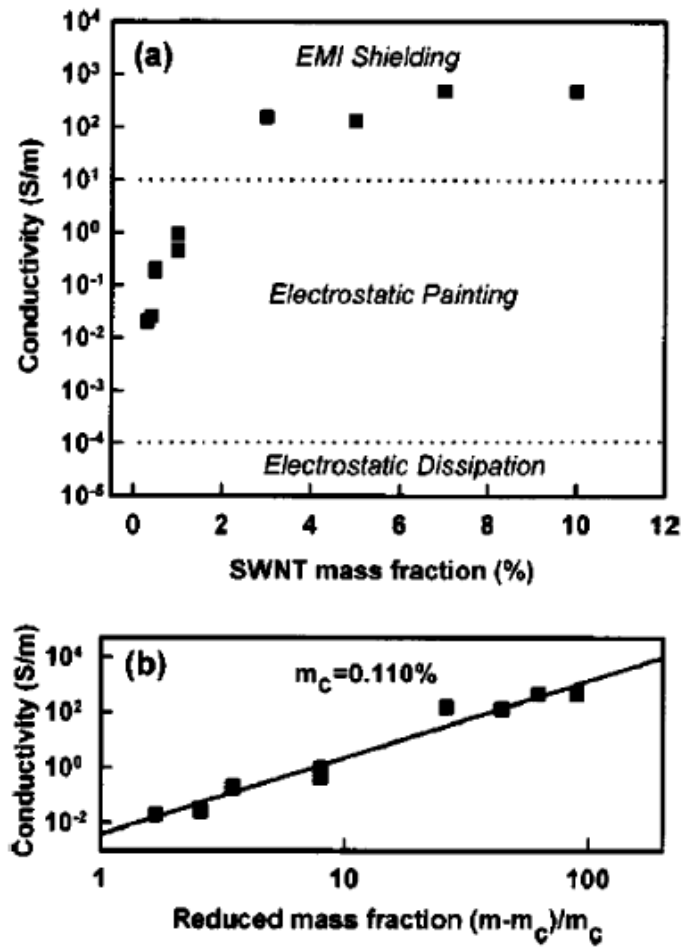 (a)
EMI Shielding
Electrostatic Painting
Electrostatic Dissipation
Conductivity (S/m)
10⁴
10³
10²
10¹
10⁰
10⁻¹
10⁻²
10⁻³
10⁻⁴
10⁻⁵
0 2 4 6 8 10 12
SWNT mass fraction (%)
(b)
m_c=0.110%
Conductivity (S/m)
10⁴
10²
10⁰
10⁻²
1 10 100
Reduced mass fraction (m-m_c)/m_c